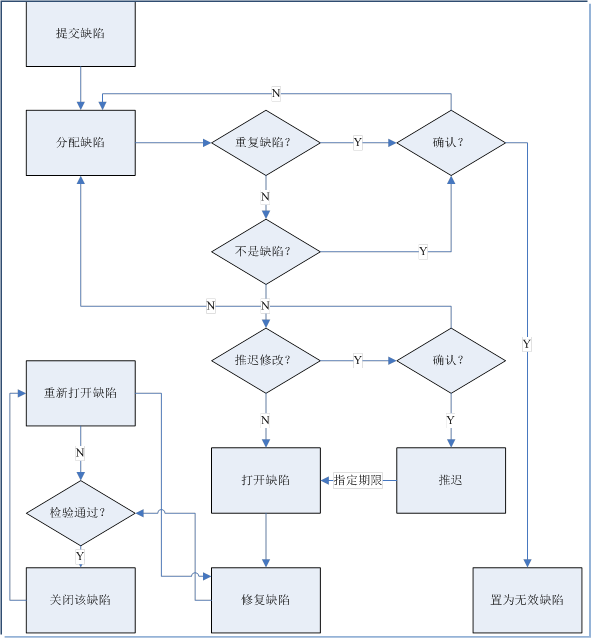 提交缺陷
N
分配缺陷
重复缺陷?
Y
确认?
N
不是缺陷?
Y
N
N
Y
推迟修改?
Y
确认?
重新打开缺陷
N
Y
N
打开缺陷
指定期限
推迟
检验通过?
Y
关闭该缺陷
修复缺陷
置为无效缺陷